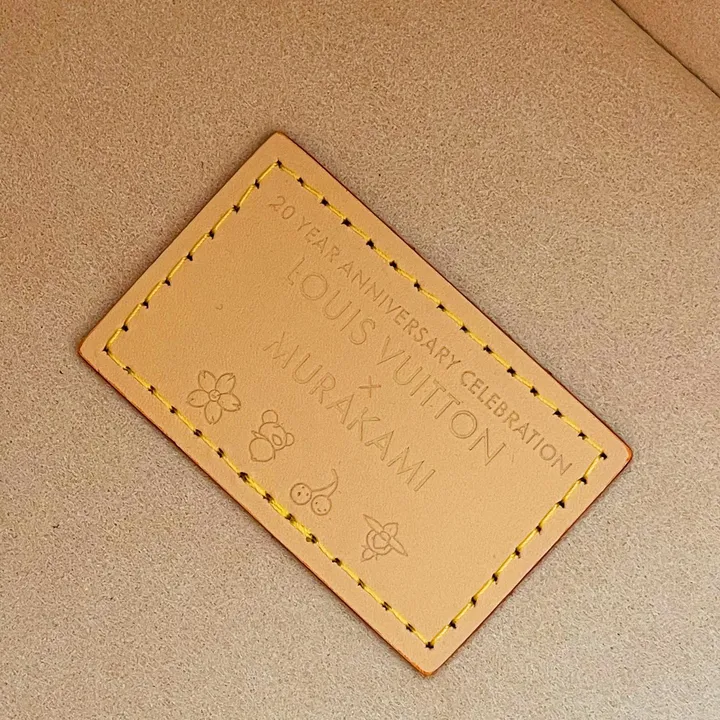 20 YEAR ANNIVERSARY CELEBRATION
LOUIS VUITTON
×
MURAKAMI